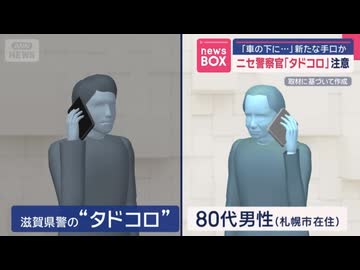 ANN
news
BOX
「車の下に…」新たな手口か
ニセ警察官「タドコロ」注意
取材に基づいて作成
滋賀県警の"タドコロ"
80代男性(札幌市在住)